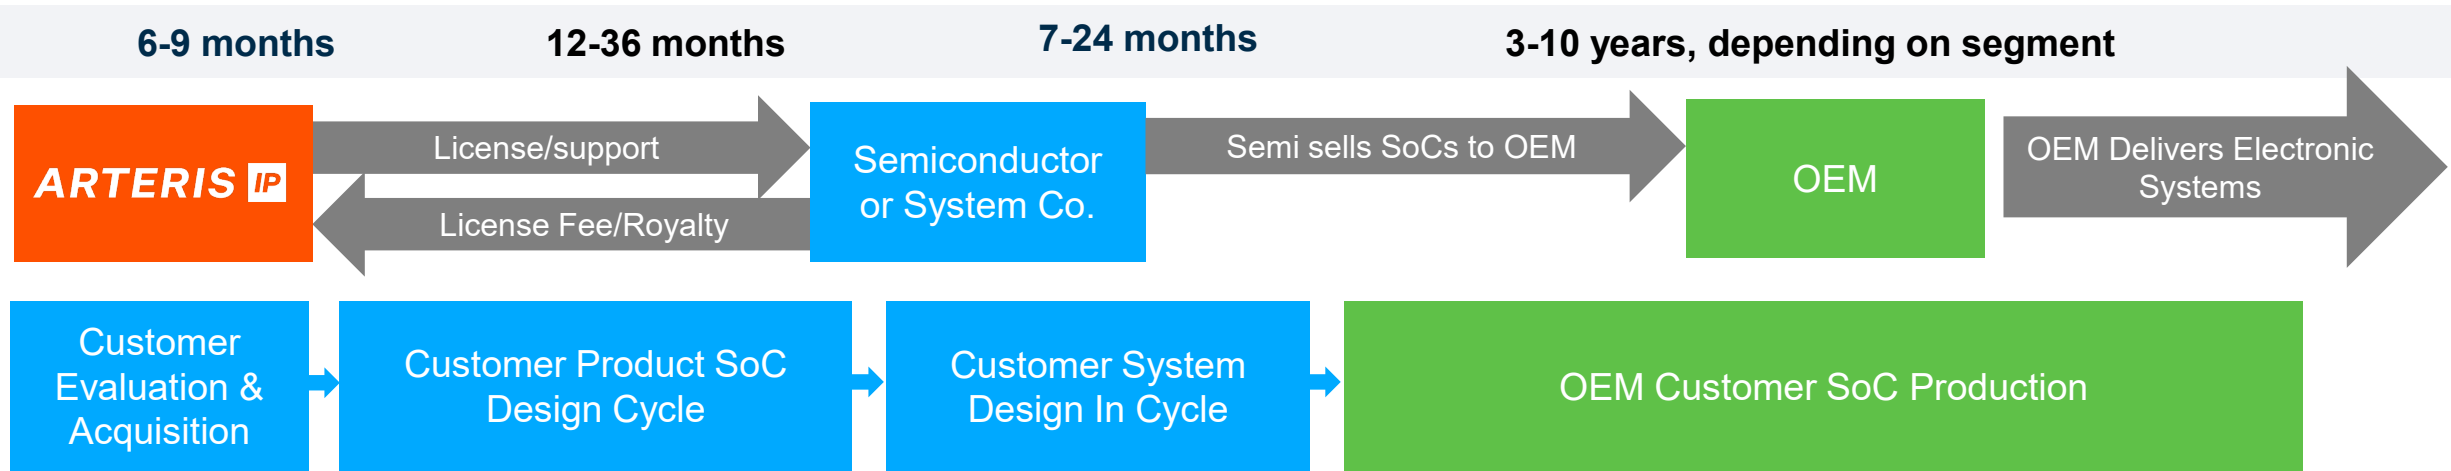 6-9 months
12-36 months
7-24 months
3-10 years, depending on segment
ARTERIS IP
License/support
License Fee/Royalty
Semiconductor
or System Co.
Semi sells SoCs to OEM
OEM
OEM Delivers Electronic
Systems
Customer
Evaluation &
Acquisition
Customer Product SoC
Design Cycle
Customer System
Design In Cycle
OEM Customer SoC Production